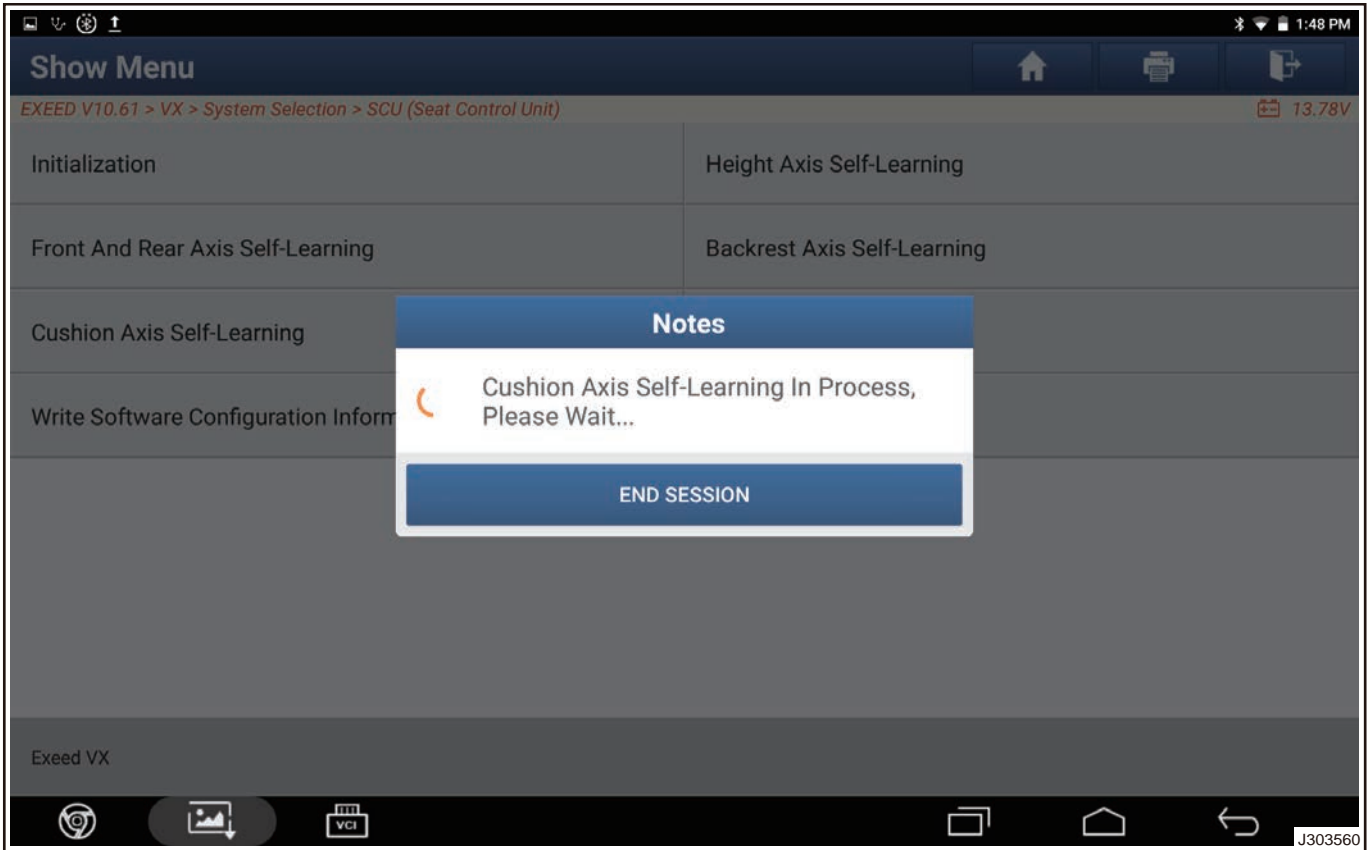 1:48 PM
Show Menu
EXEED V10.61 > VX > System Selection > SCU (Seat Control Unit)
13.78V
Initialization
Height Axis Self-Learning
Front And Rear Axis Self-Learning
Backrest Axis Self-Learning
Cushion Axis Self-Learning
Notes
Cushion Axis Self-Learning In Process,
Please Wait...
Write Software Configuration Inform
END SESSION
Exeed VX
VCI
J303560